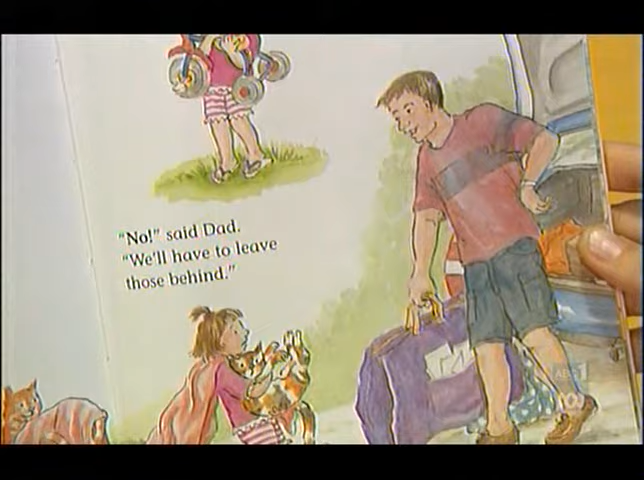 "No!" said Dad.
"We'll have to leave
those behind."